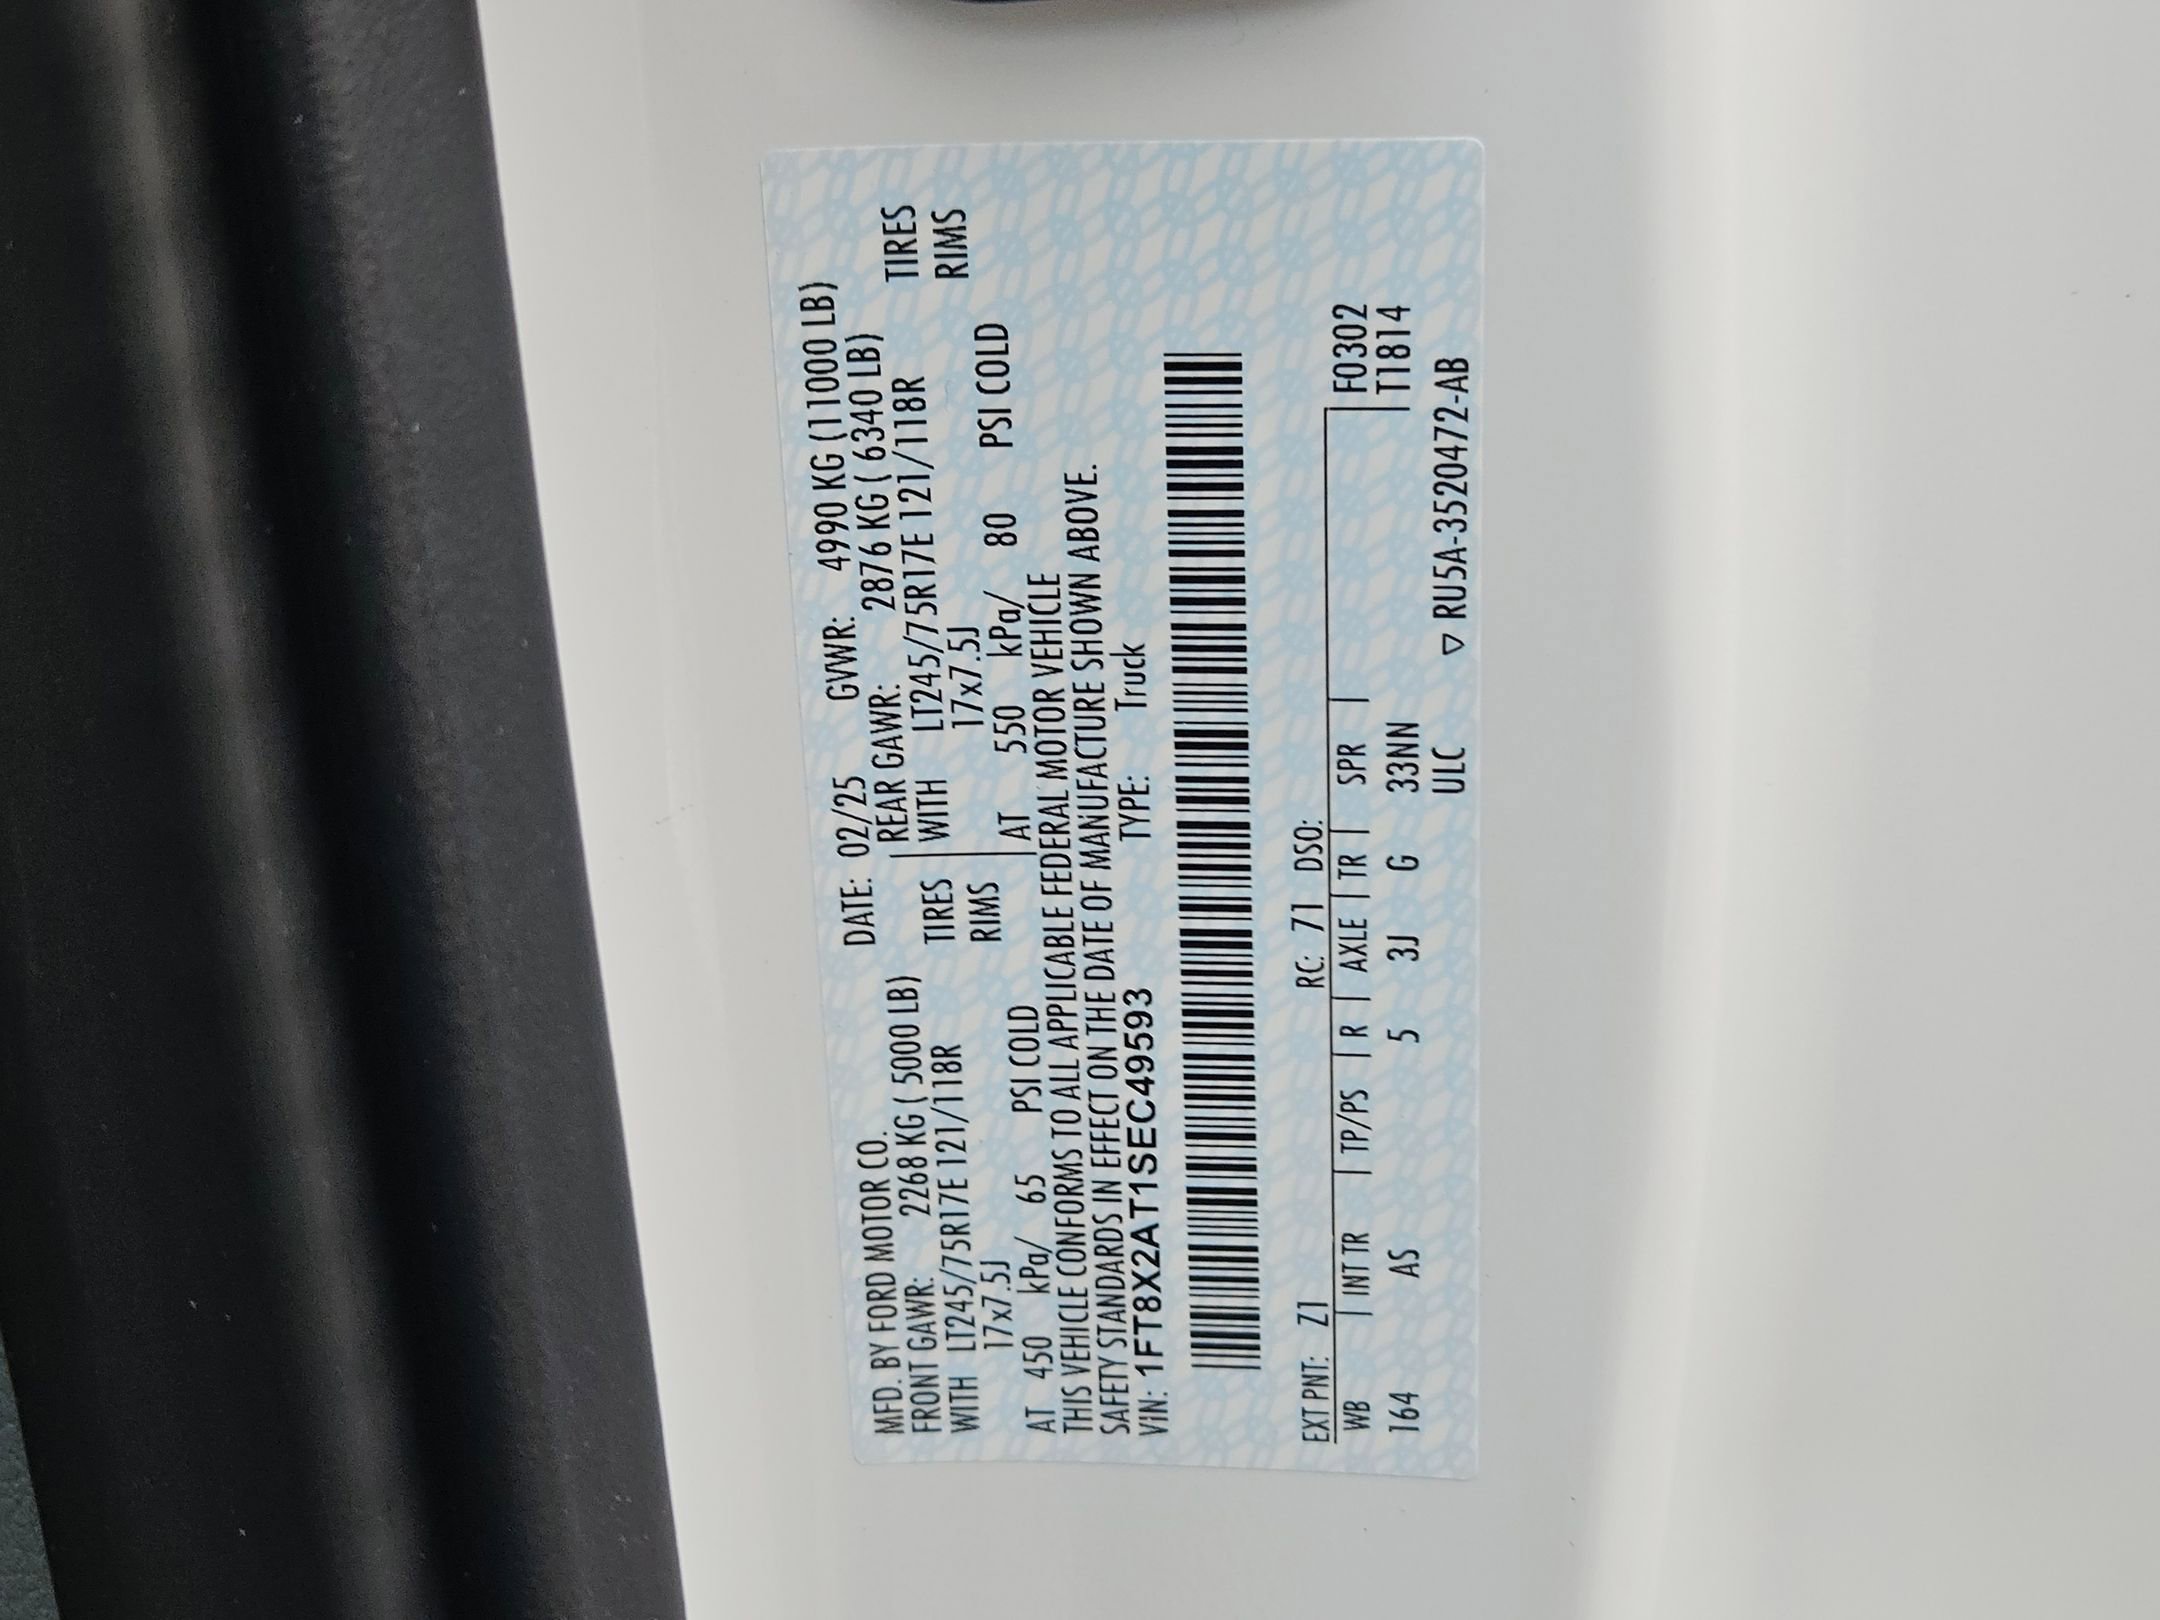 MFD. BY FORD MOTOR CO. DATE: 02/25 GVWR: 4990 KG (11000 LB)
FRONT GAWR: 2268 KG ( 5000 LB) REAR GAWR: 2876 KG ( 6340 LB)
WITH LT245/75R17E 121/118R TIRES WITH LT245/75R17E 121/118R TIRES
17x7.5J RIMS 17x7.5J RIMS
AT 450 kPa/ 65 PSI COLD AT 550 kPa/ 80 PSI COLD
THIS VEHICLE CONFORMS TO ALL APPLICABLE FEDERAL MOTOR VEHICLE
SAFETY STANDARDS IN EFFECT ON THE DATE OF MANUFACTURE SHOWN ABOVE.
VIN: 1FT8X2AT1SEC49593 TYPE: Truck
EXT PNT: Z1 RC: 71 DSO:
WB | INT TR | TP/PS | R | AXLE | TR | SPR | F0302
164 AS 5 3J G 33NN T1814
ULC ▽ RU5A-3520472-AB